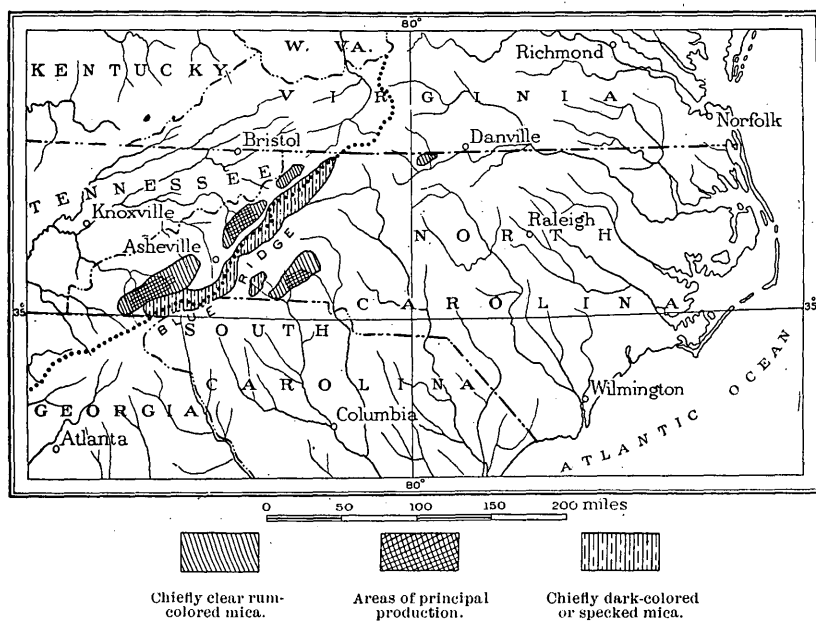 80°
W. VA.
Richmond
KENTUCKY
VIRGINIA
Norfolk
Bristol
Danville
TENNESSEE
Knoxville
Raleigh
NORTH
Asheville
BLUE RIDGE
CAROLINA
35°
35°
SOUTH
CAROLINA
Wilmington
GEORGIA
Columbia
ATLANTIC OCEAN
Atlanta
80°
0 50 100 150 200 miles
Chiefly clear rum-
colored mica.
Areas of principal
production.
Chiefly dark-colored
or specked mica.